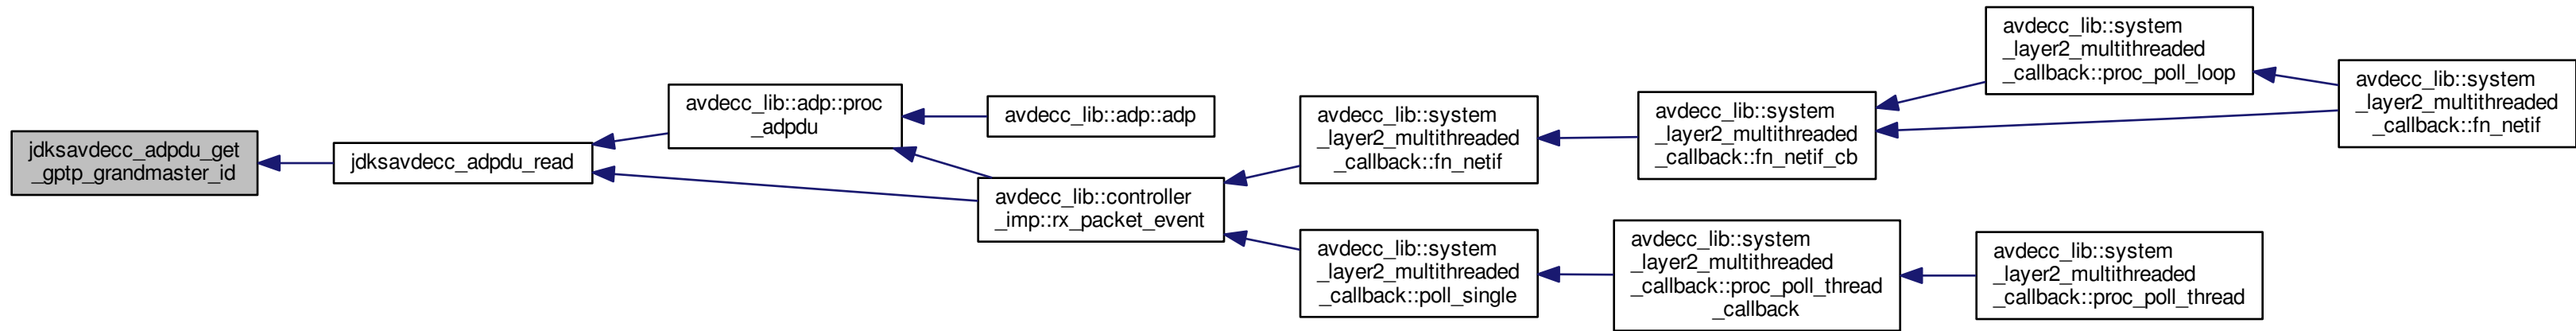 jdksavdecc_adpdu_get
_gptp_grandmaster_id
jdksavdecc_adpdu_read
avdecc_lib::adp::proc
_adpdu
avdecc_lib::adp::adp
avdecc_lib::controller
_imp::rx_packet_event
avdecc_lib::system
_layer2_multithreaded
_callback::fn_netif
avdecc_lib::system
_layer2_multithreaded
_callback::fn_netif_cb
avdecc_lib::system
_layer2_multithreaded
_callback::proc_poll_loop
avdecc_lib::system
_layer2_multithreaded
_callback::fn_netif
avdecc_lib::system
_layer2_multithreaded
_callback::poll_single
avdecc_lib::system
_layer2_multithreaded
_callback::proc_poll_thread
_callback
avdecc_lib::system
_layer2_multithreaded
_callback::proc_poll_thread